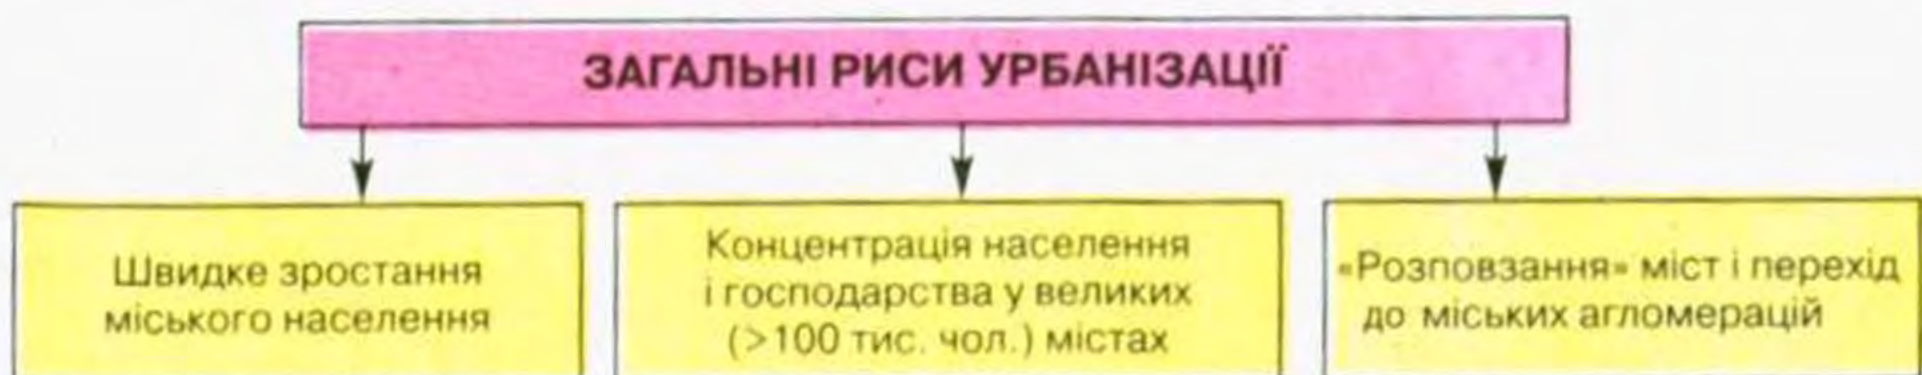 ЗАГАЛЬНІ РИСИ УРБАНІЗАЦІЇ
Швидке зростання
міського населення
Концентрація населення
і господарства у великих
(>100 тис. чол.) містах
«Розповзання» міст і перехід
до міських агломерацій